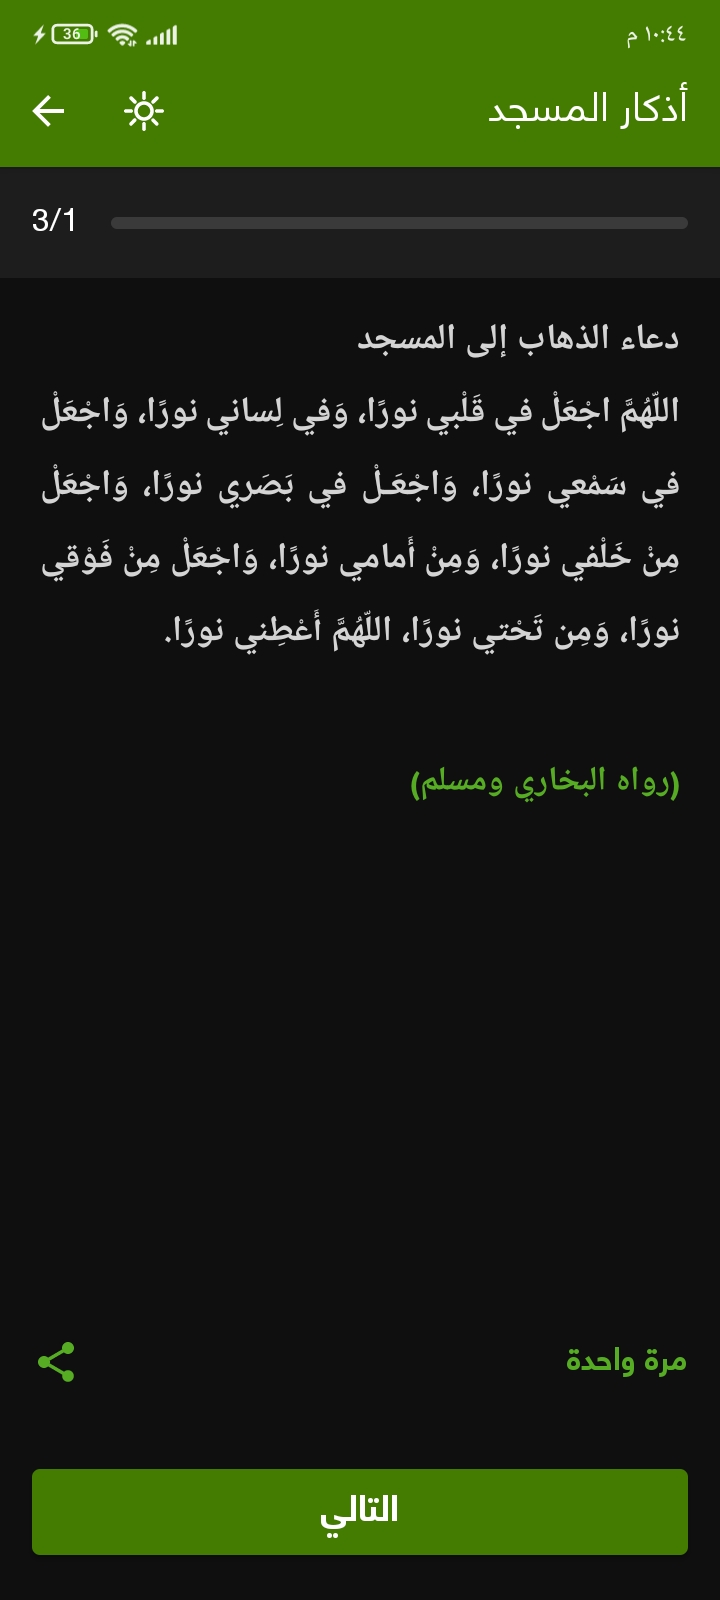 ١٠:٤٤ م
36
أذكار المسجد
3/1
دعاء الذهاب إلى المسجد
اللّهُمَّ اجْعَلْ في قَلْبي نورًا، وَفي لِساني نورًا، وَاجْعَلْ
في سَمْعي نورًا، وَاجْعَـلْ في بَصَري نورًا، وَاجْعَلْ
مِنْ خَلْفي نورًا، وَمِنْ أَمامي نورًا، وَاجْعَلْ مِنْ فَوْقي
نورًا، وَمِن تَحْتي نورًا، اللّهُمَّ أَعْطِني نورًا.
(رواه البخاري ومسلم)
مرة واحدة
التالي